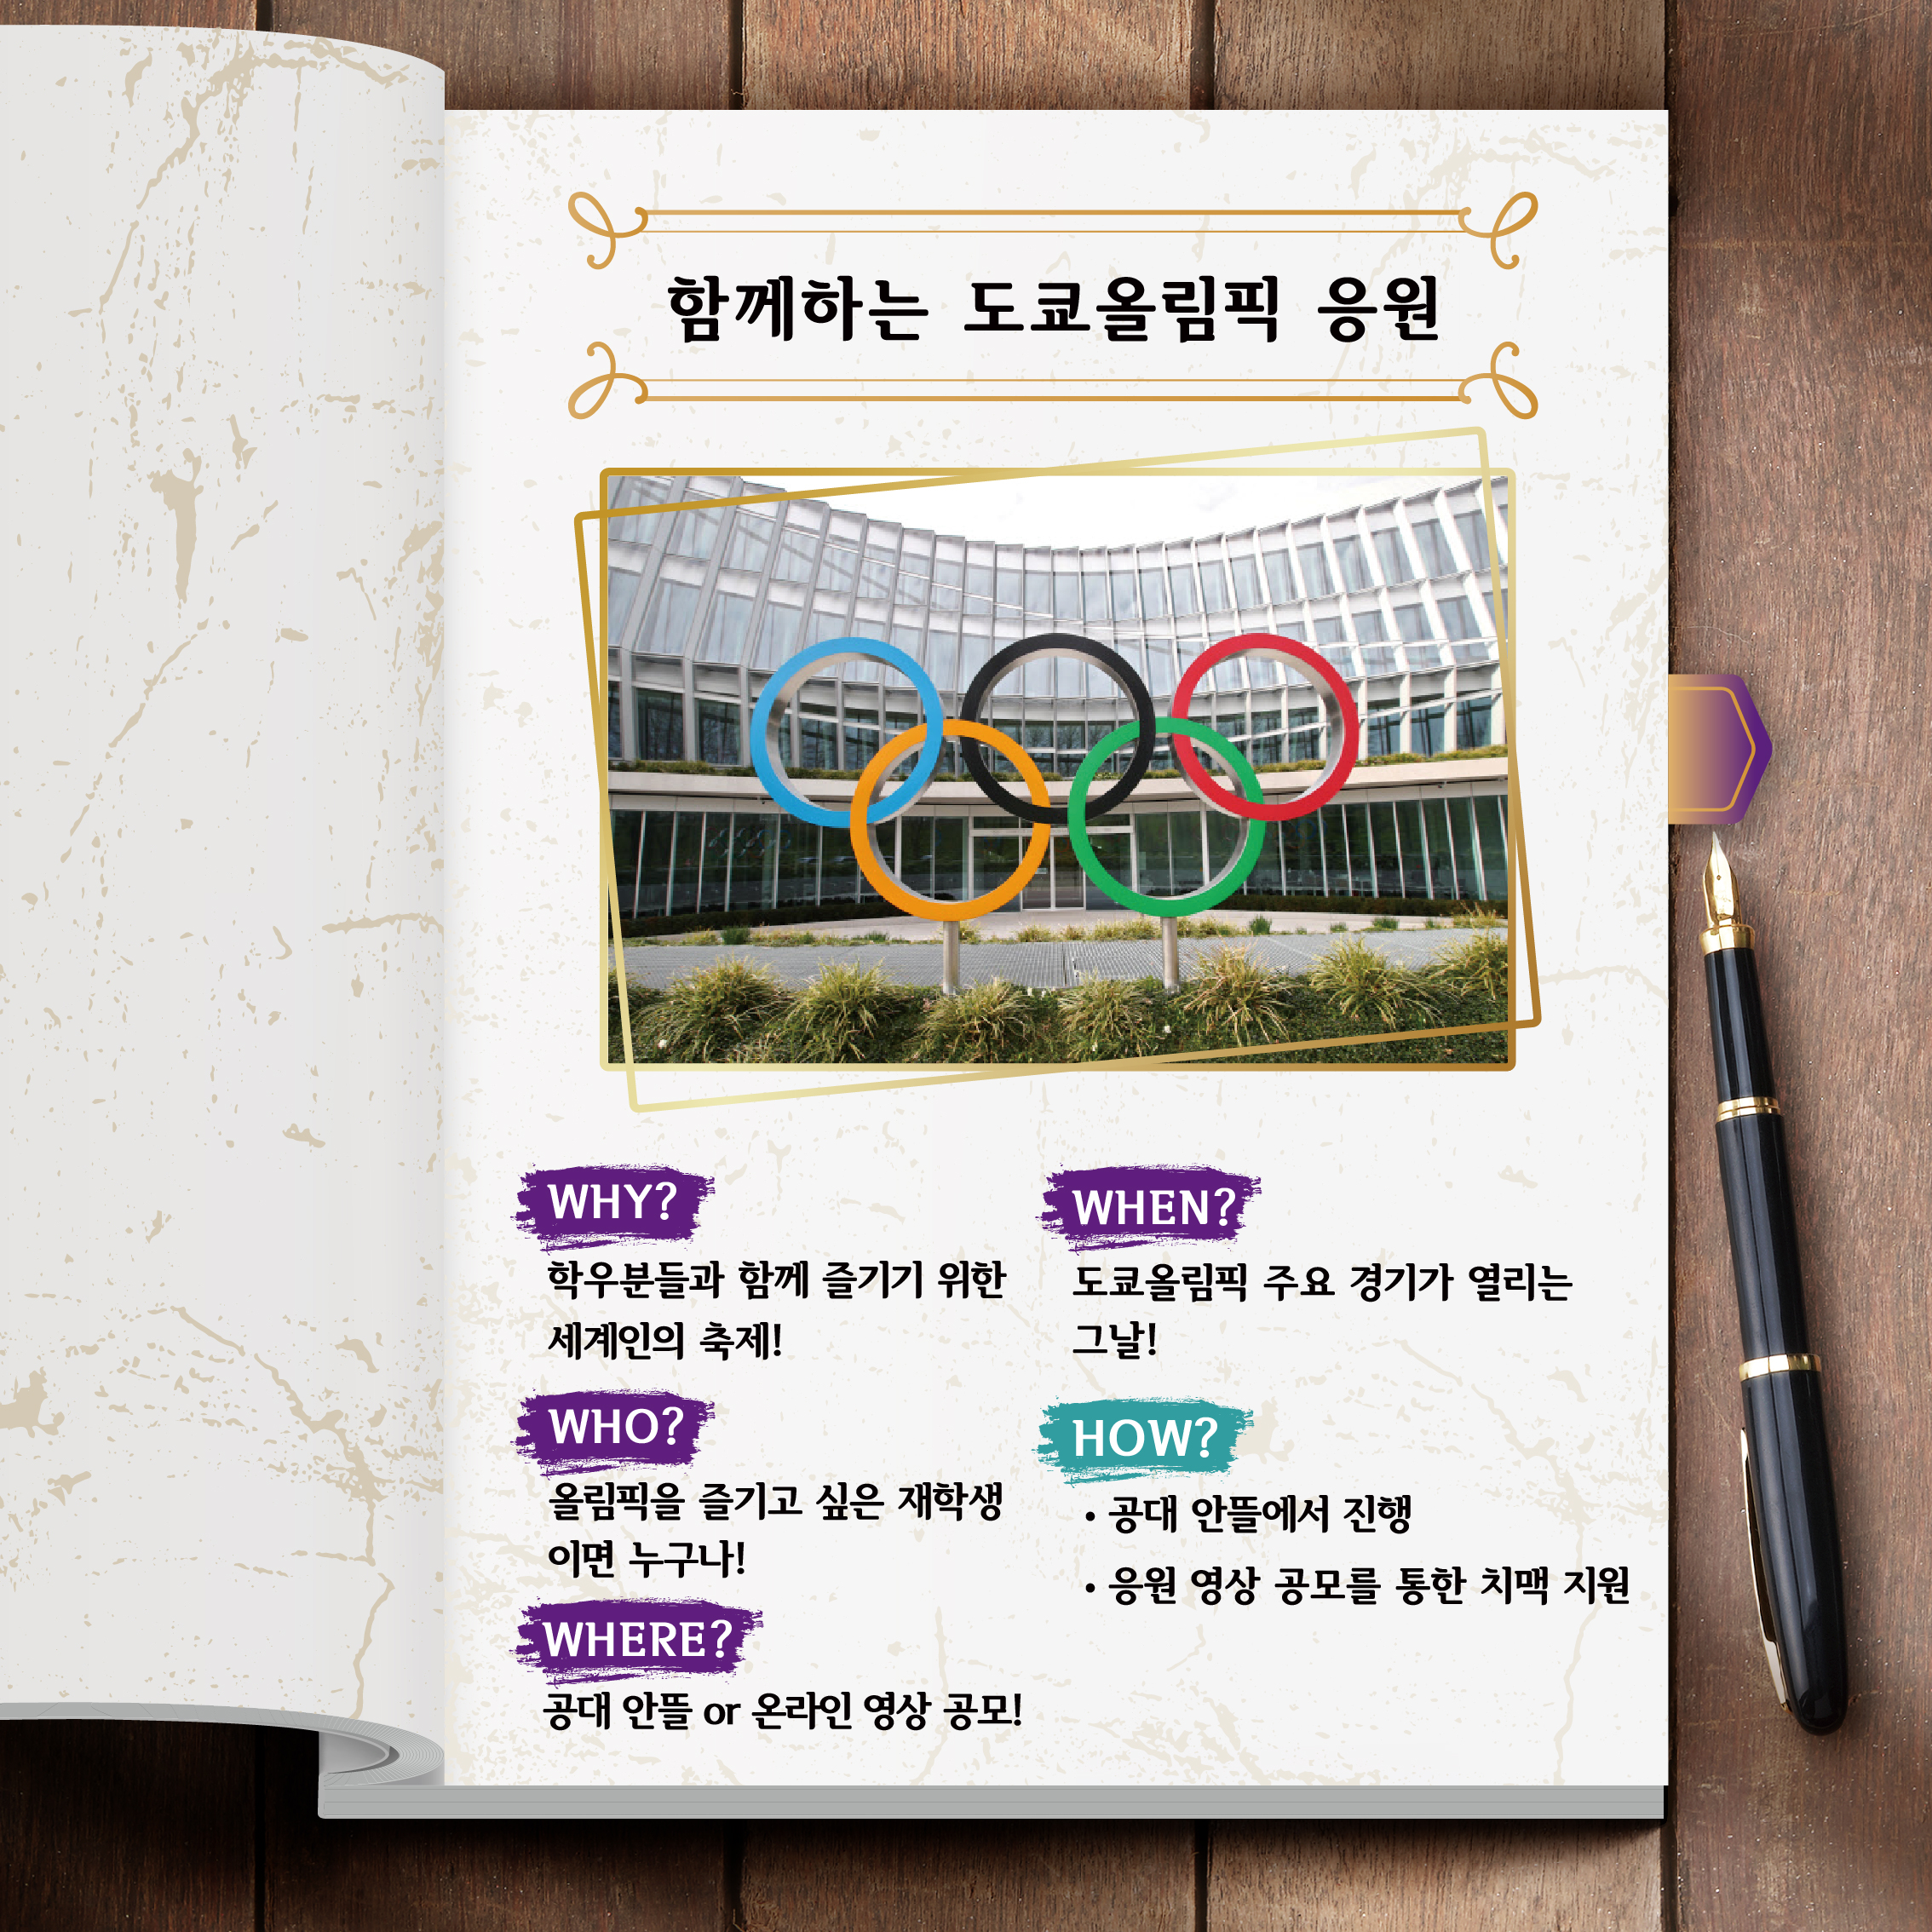 함께하는 도쿄올림픽 응원
WHY?
학우분들과 함께 즐기기 위한
세계인의 축제!
WHO?
올림픽을 즐기고 싶은 재학생
이면 누구나!
WHERE?
공대 안뜰 or 온라인 영상 공모!
WHEN?
도쿄올림픽 주요 경기가 열리는
그날!
HOW?
• 공대 안뜰에서 진행
• 응원 영상 공모를 통한 치맥 지원